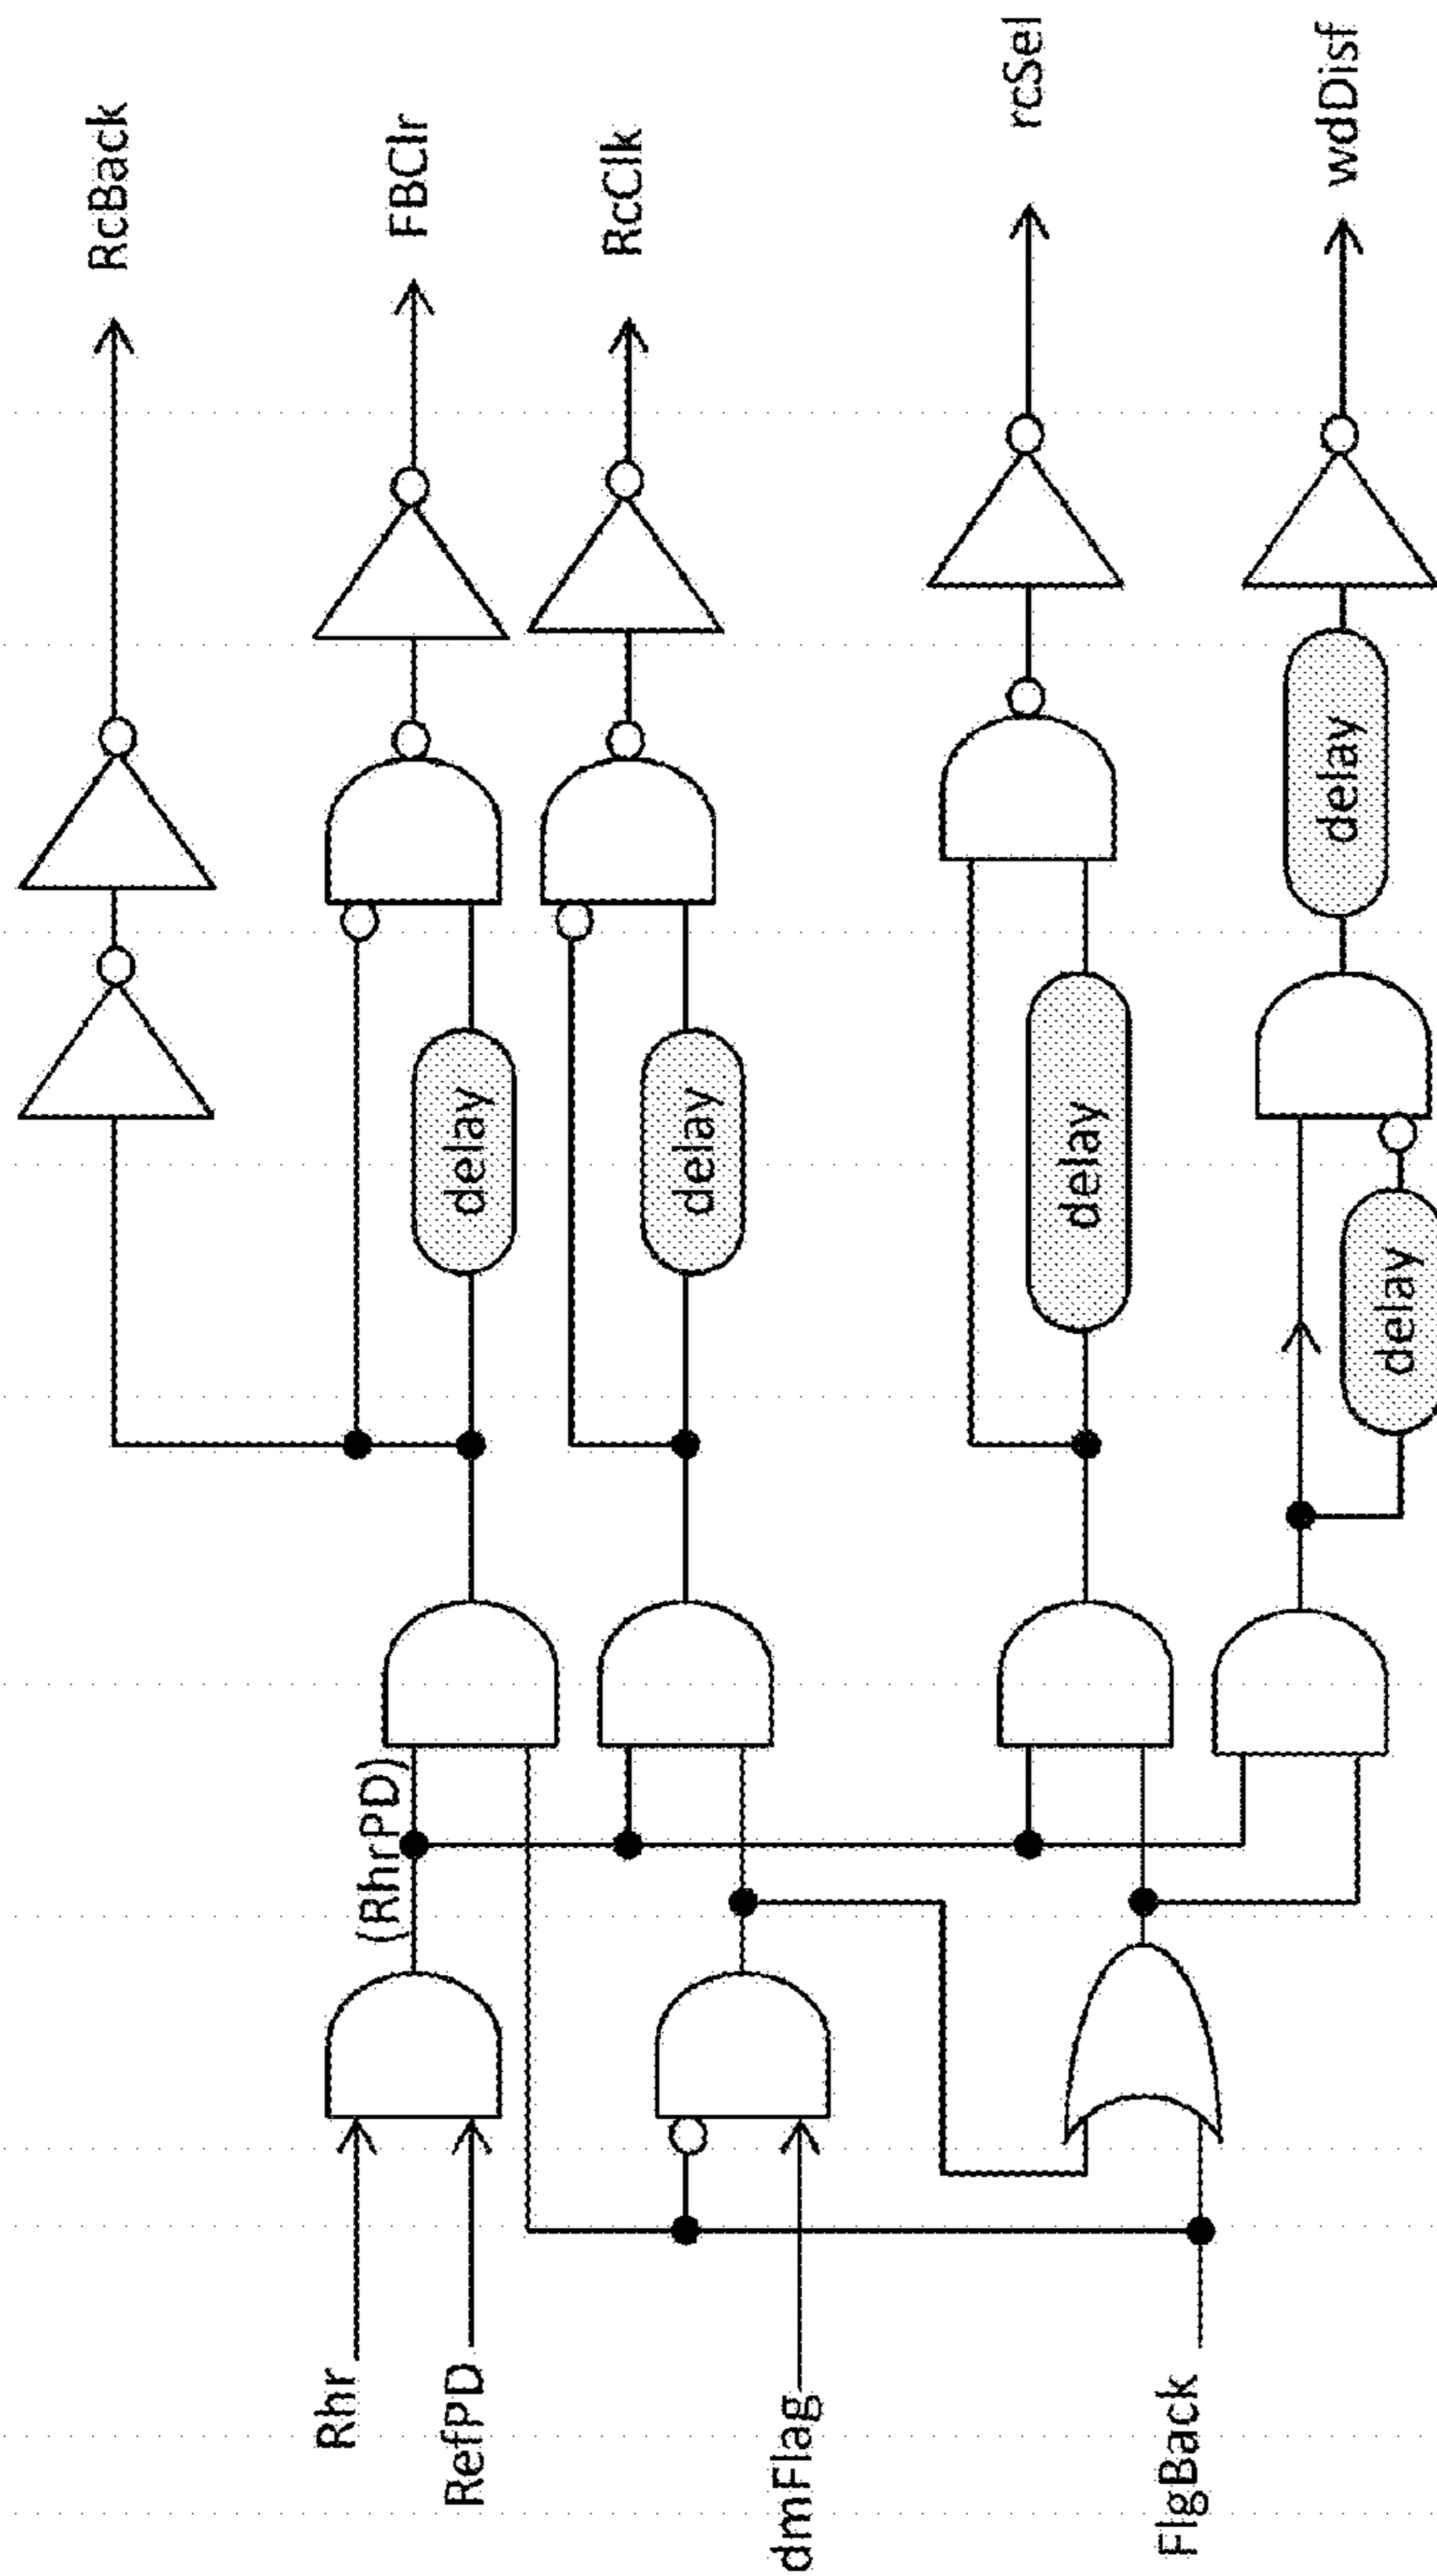 Rhr
RefPD
dmFlag
FlgBack
(RhrPD)
delay
delay
delay
delay
delay
RcBack
FBClr
RcClk
rcSel
wdDisf